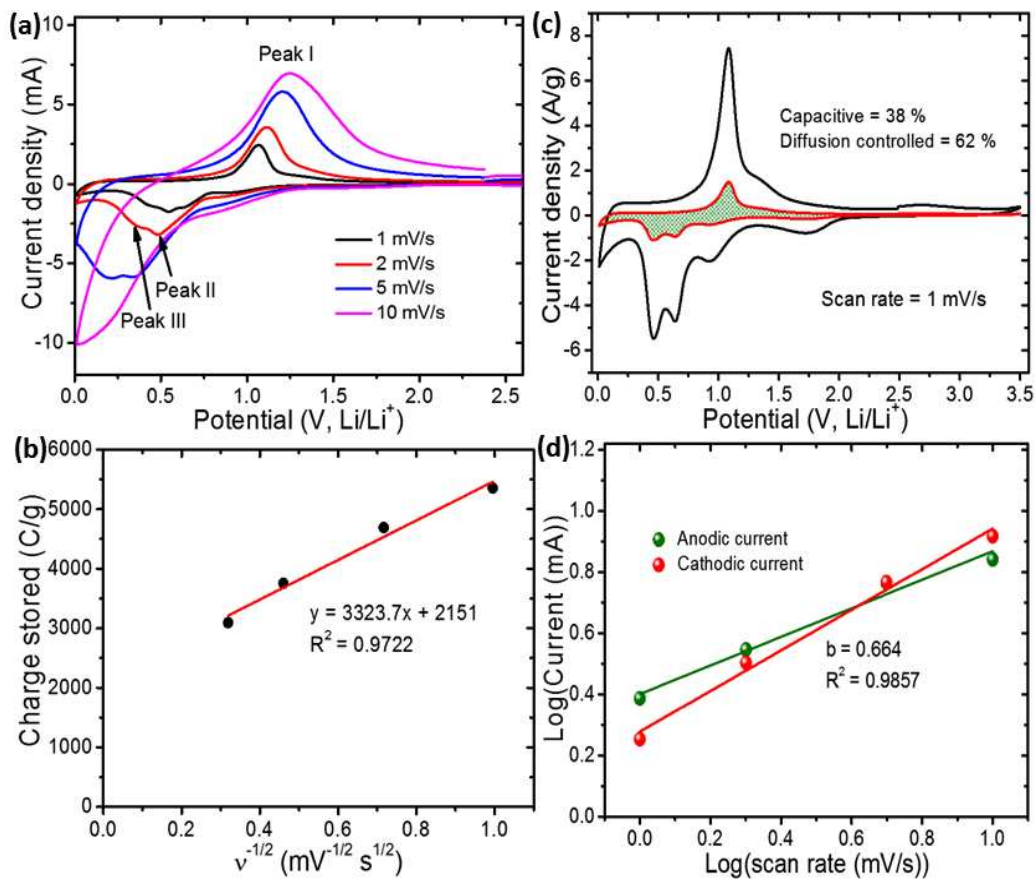 (a)
Current density (mA)
10
5
0
-5
-10
Peak I
Peak II
Peak III
1 mV/s
2 mV/s
5 mV/s
10 mV/s
0.0 0.5 1.0 1.5 2.0 2.5
Potential (V, Li/Li⁺)
(c)
Current density (A/g)
8
6
4
2
0
-2
-4
-6
Capacitive = 38 %
Diffusion controlled = 62 %
Scan rate = 1 mV/s
0.0 0.5 1.0 1.5 2.0 2.5 3.0 3.5
Potential (V, Li/Li⁺)
(b)
Charge stored (C/g)
6000
5000
4000
3000
2000
1000
0
y = 3323.7x + 2151
R² = 0.9722
0.0 0.2 0.4 0.6 0.8 1.0
ν⁻¹/² (mV⁻¹/² s¹/²)
(d)
Log(Current (mA))
1.2
1.0
0.8
0.6
0.4
0.2
0.0
Anodic current
Cathodic current
b = 0.664
R² = 0.9857
0.0 0.2 0.4 0.6 0.8 1.0
Log(scan rate (mV/s))